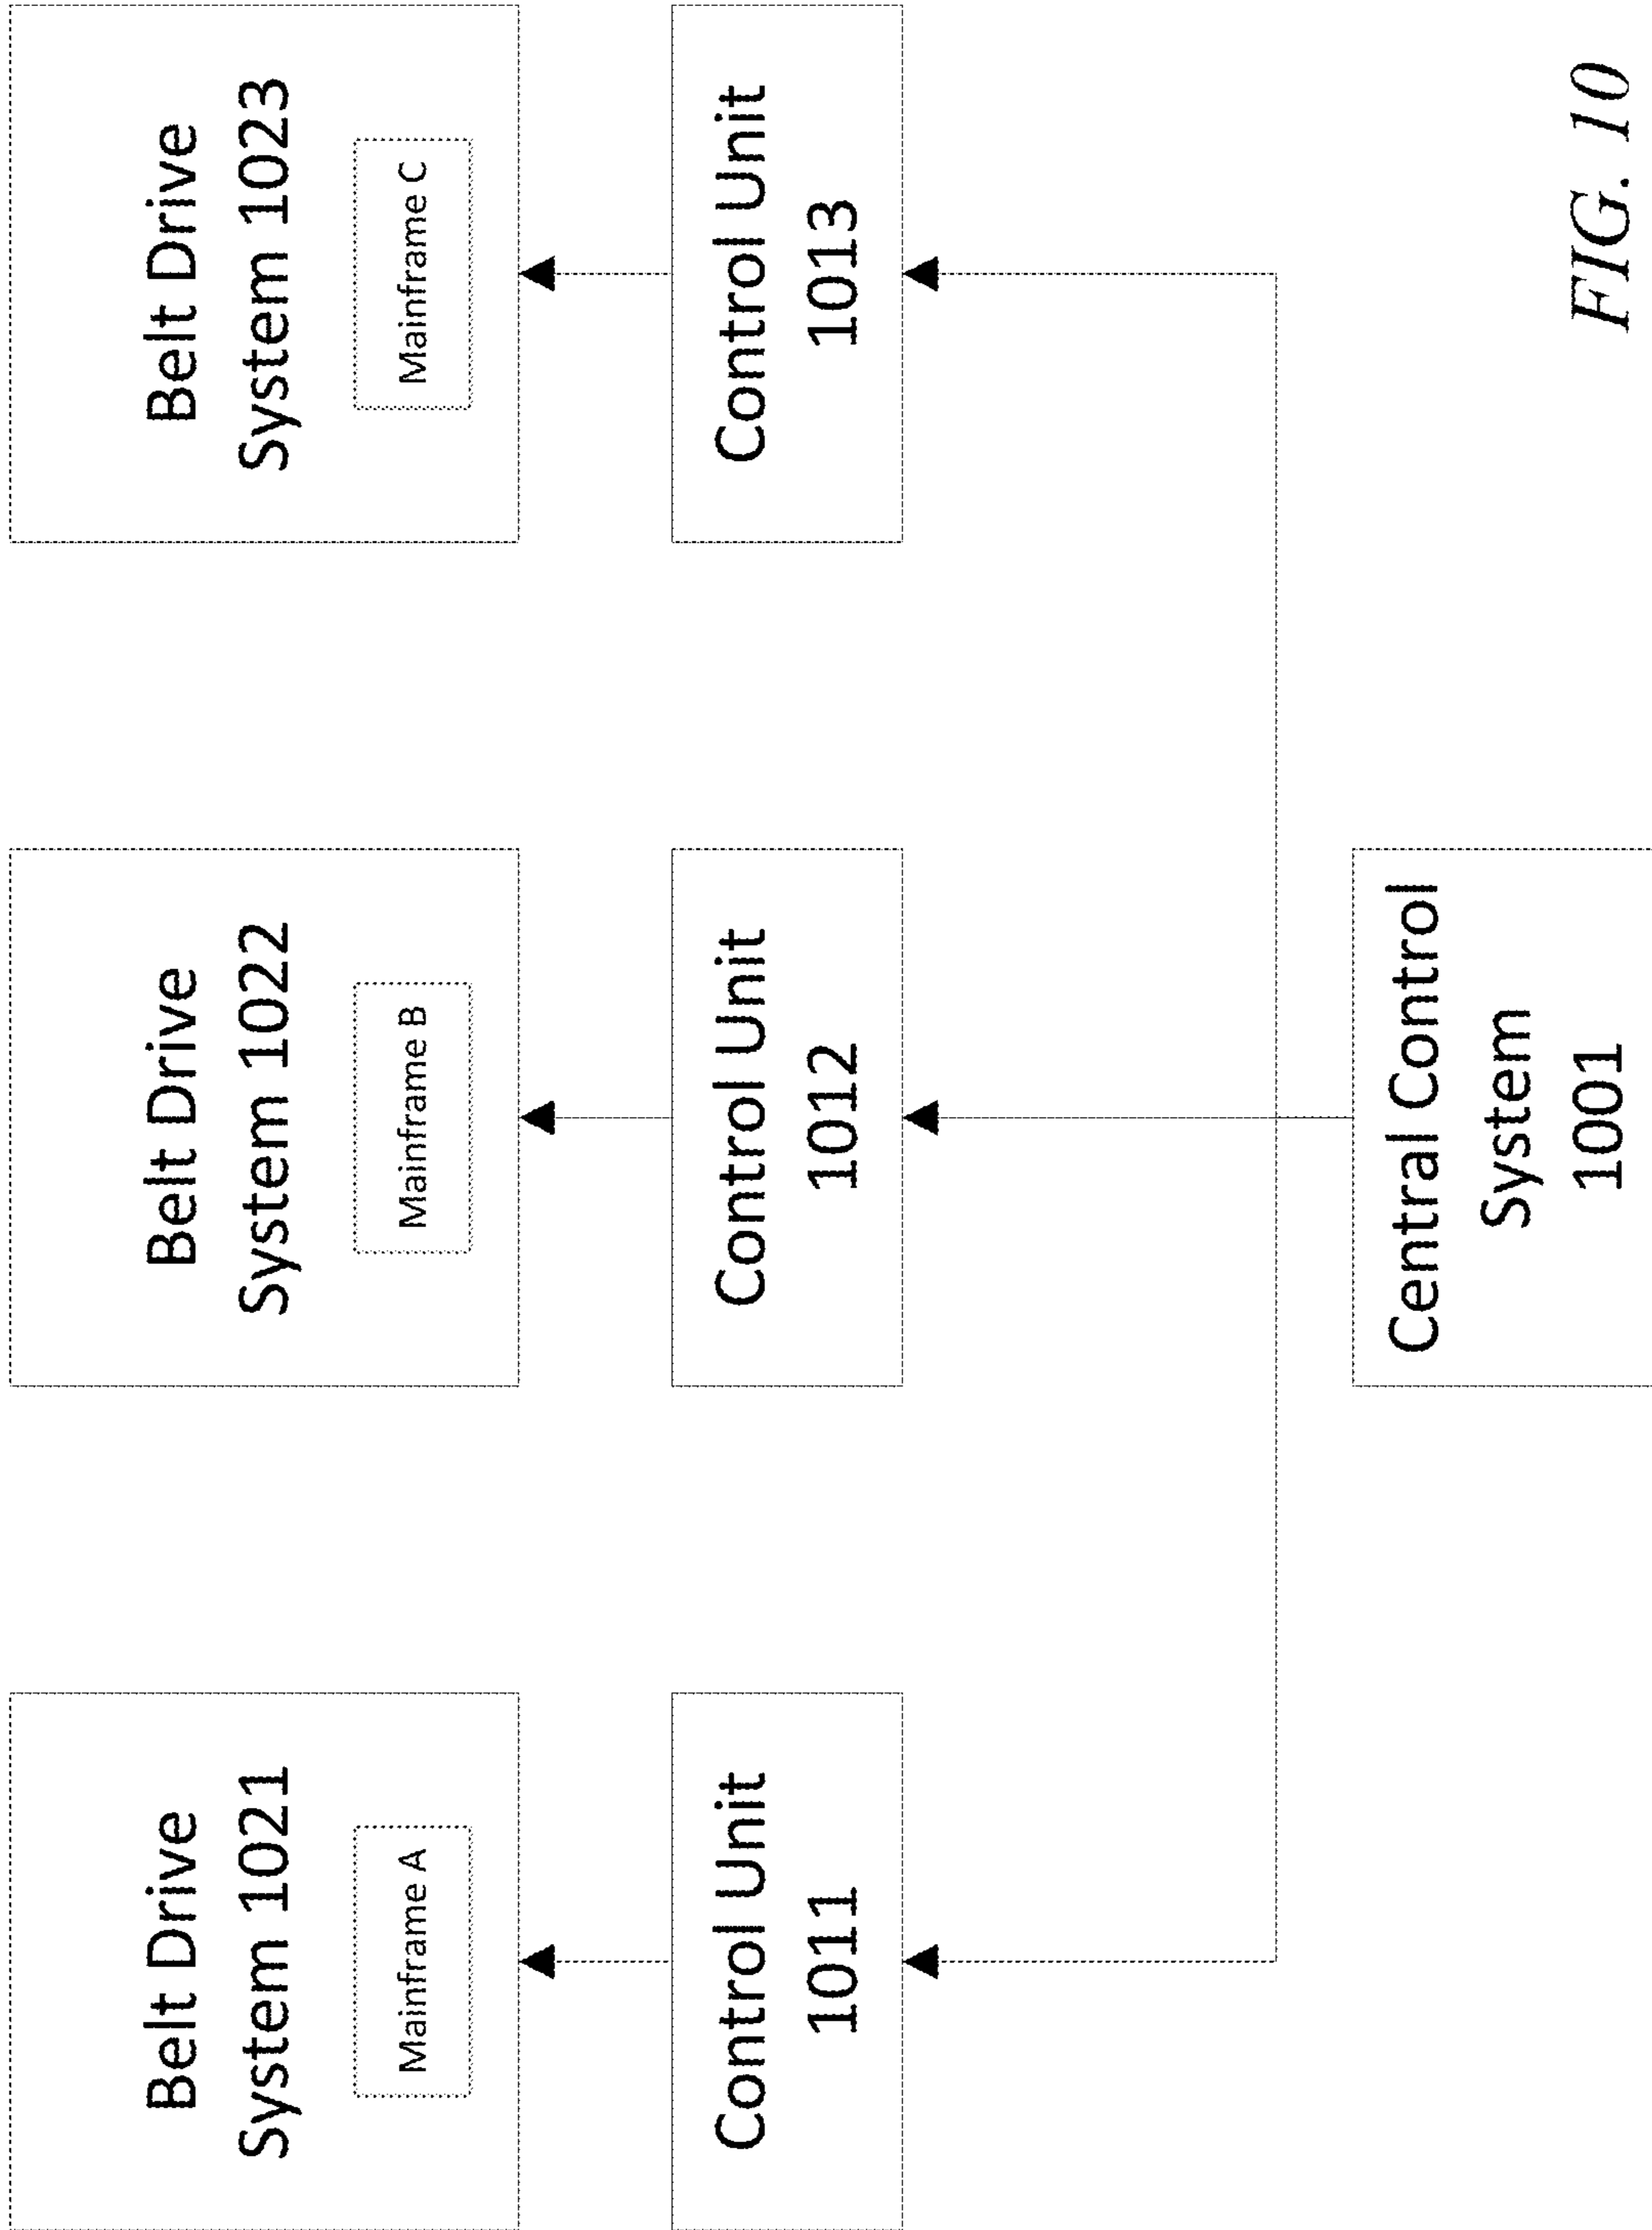 Belt Drive
System 1021
Mainframe A
Belt Drive
System 1022
Mainframe B
Belt Drive
System 1023
Mainframe C
Control Unit
1011
Control Unit
1012
Control Unit
1013
Central Control
System
1001
FIG. 10